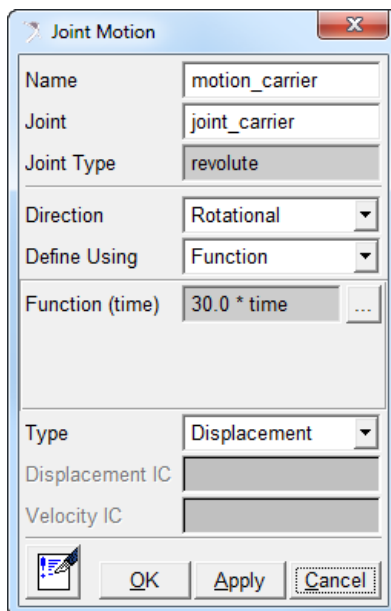 Joint Motion
Name motion_carrier
Joint joint_carrier
Joint Type revolute
Direction Rotational
Define Using Function
Function (time) 30.0 * time ...
Type Displacement
Displacement IC
Velocity IC
OK Apply Cancel